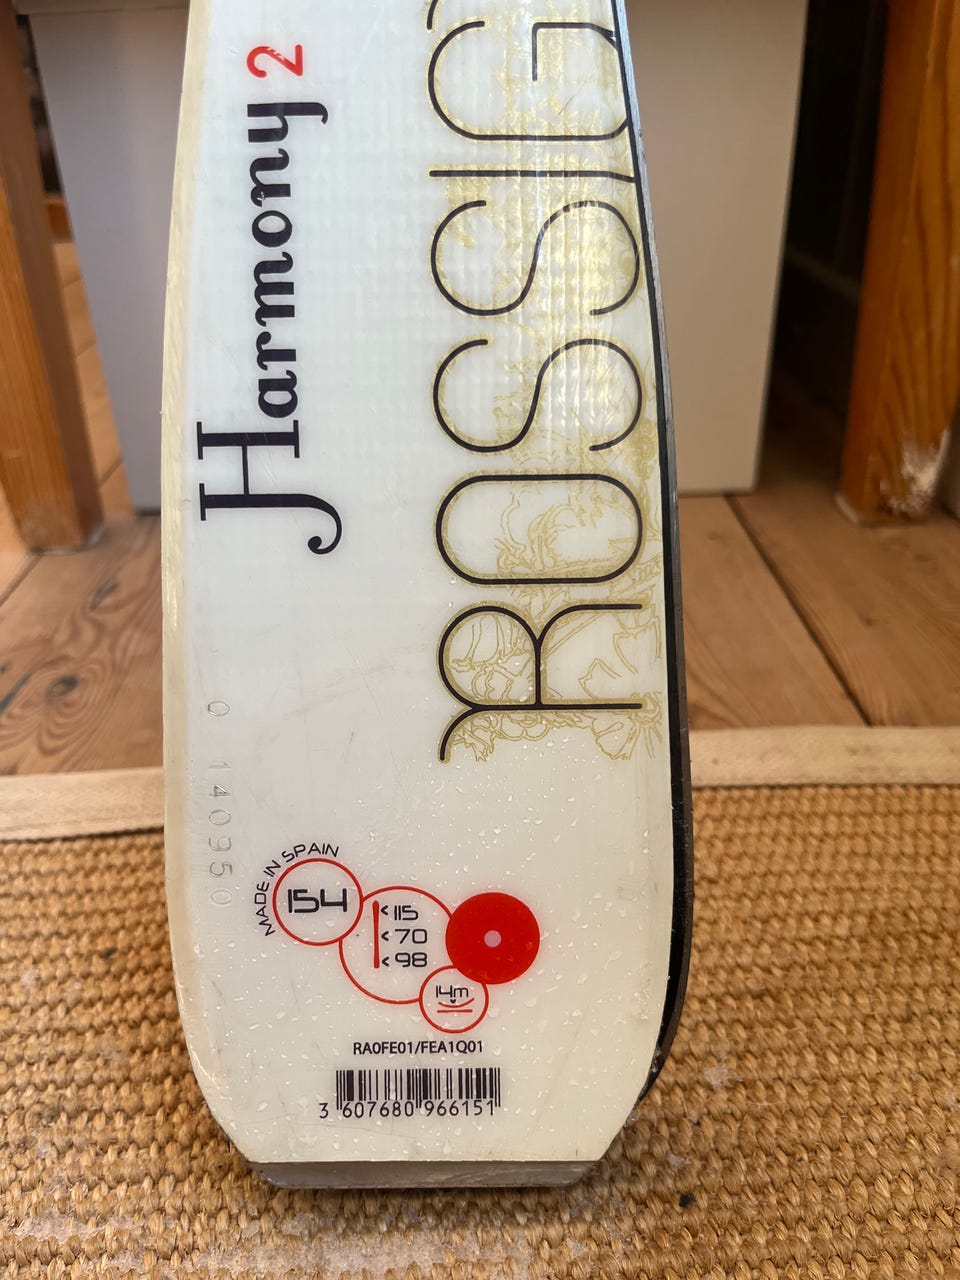 Harmony 2
ROSSIG
0 140950
MADE IN SPAIN
154
< 115
< 70
< 98
14m
RA0FE01/FEA1Q01
3 607680 966151